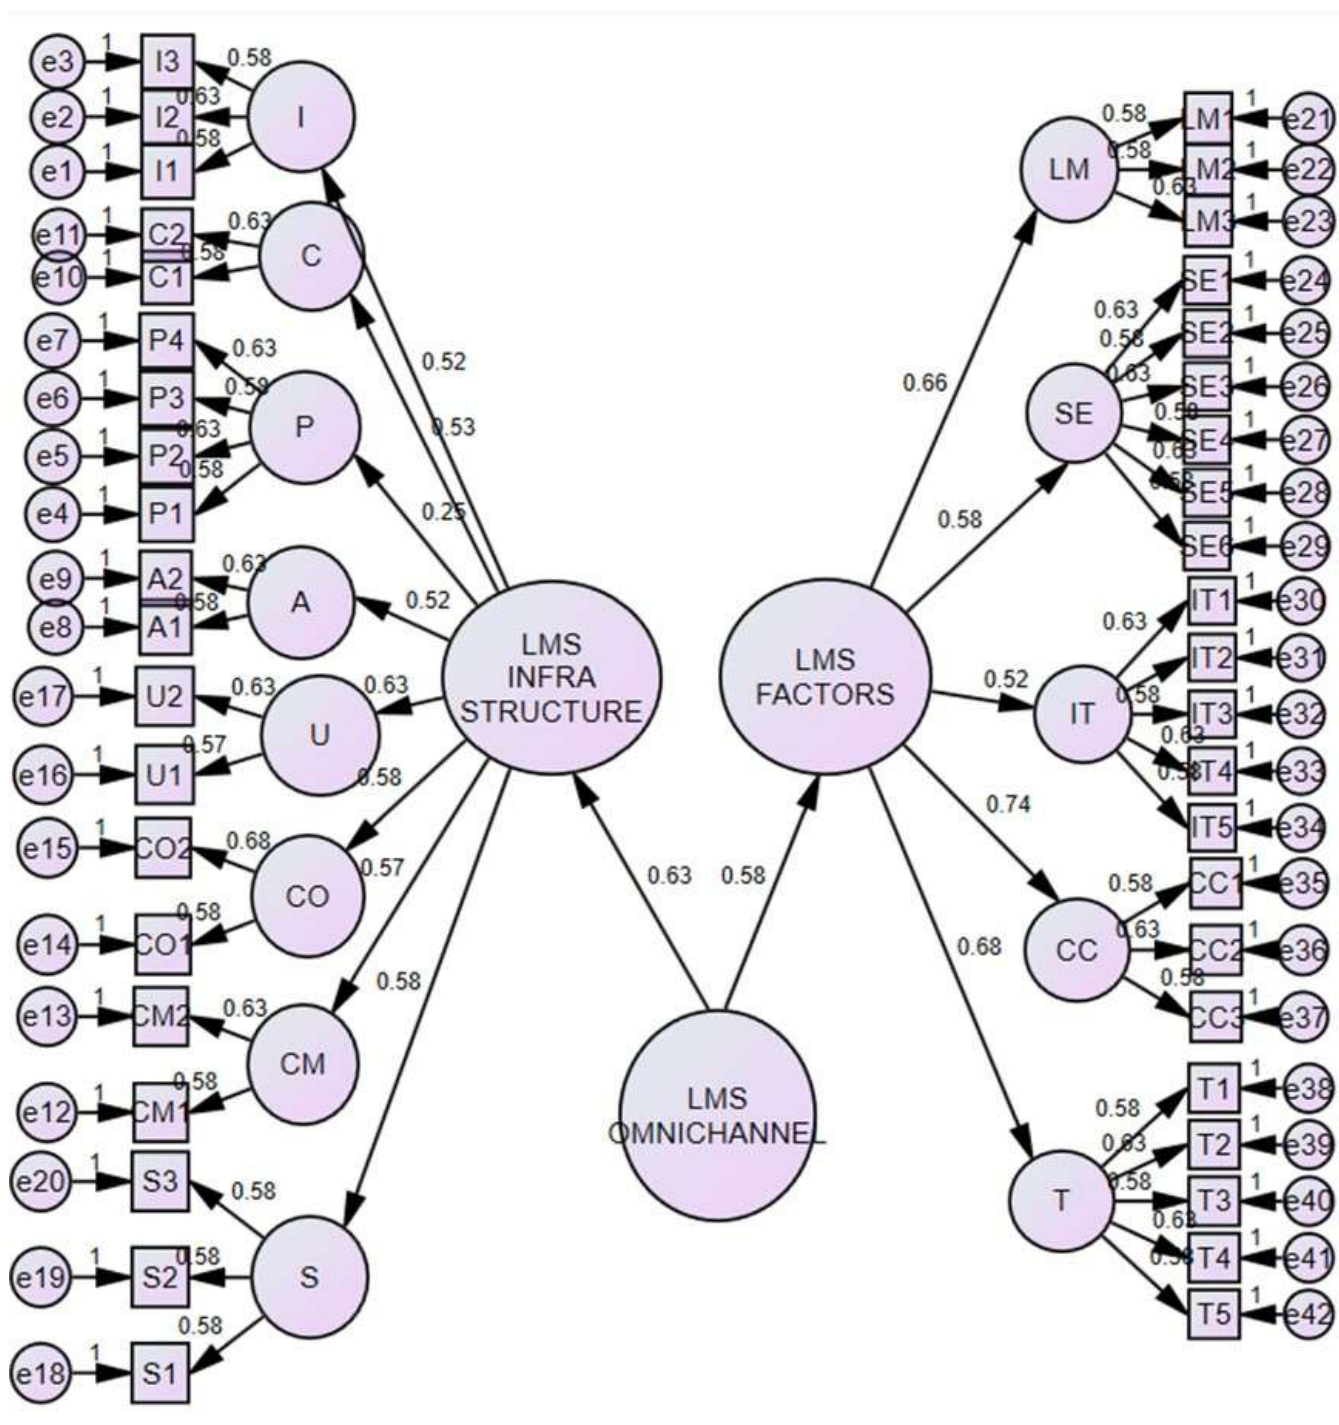 e3 1 I3 0.58
e2 1 I2 0.63
e1 1 I1 0.58
I
e11 1 C2 0.63
e10 1 C1 0.58
C
e7 1 P4 0.63
e6 1 P3 0.58
e5 1 P2 0.63
e4 1 P1 0.58
P
e9 1 A2 0.63
e8 1 A1 0.58
A
e17 1 U2 0.63
e16 1 U1 0.57
U
e15 1 CO2 0.68
e14 1 CO1 0.58
CO
e13 1 CM2 0.63
e12 1 CM1 0.58
CM
e20 1 S3 0.58
e19 1 S2 0.58
e18 1 S1 0.58
S
0.52
0.53
0.25
0.52
0.63
0.58
0.57
0.58
LMS
INFRA
STRUCTURE
0.63
0.58
LMS
OMNICHANNEL
LMS
FACTORS
0.66
0.58
0.52
0.74
0.68
LM
0.58 LM1 1 e21
0.58 LM2 1 e22
0.63 LM3 1 e23
SE
0.63 SE1 1 e24
0.58 SE2 1 e25
0.63 SE3 1 e26
0.58 SE4 1 e27
0.63 SE5 1 e28
SE6 1 e29
IT
0.63 IT1 1 e30
0.58 IT2 1 e31
0.63 IT3 1 e32
0.58 IT4 1 e33
IT5 1 e34
CC
0.58 CC1 1 e35
0.63 CC2 1 e36
0.58 CC3 1 e37
T
0.58 T1 1 e38
0.63 T2 1 e39
0.58 T3 1 e40
0.63 T4 1 e41
0.58 T5 1 e42